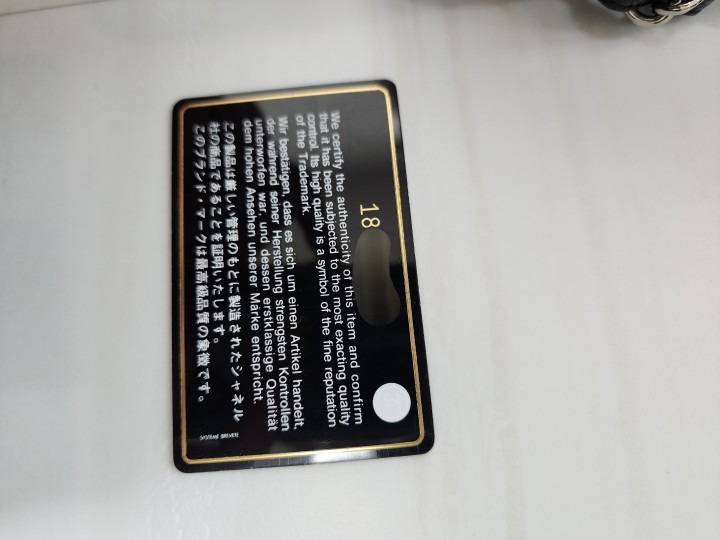 18
We certify the authenticity of this item and confirm
that it has been subjected to the most exacting quality
control. Its high quality is a symbol of the fine reputation
of the Trademark.
Wir bestätigen, dass es sich um einen Artikel handelt,
der während seiner Herstellung strengsten Kontrollen
unterworfen war, und dessen erstklassige Qualität
dem hohen Ansehen unserer Marke entspricht.
この製品は厳しい管理のもとに製造されたシャネル
社の商品であることを証明いたします。
このブランド・マークは最高級品質の象徴です。
SYSTEME BREVETE